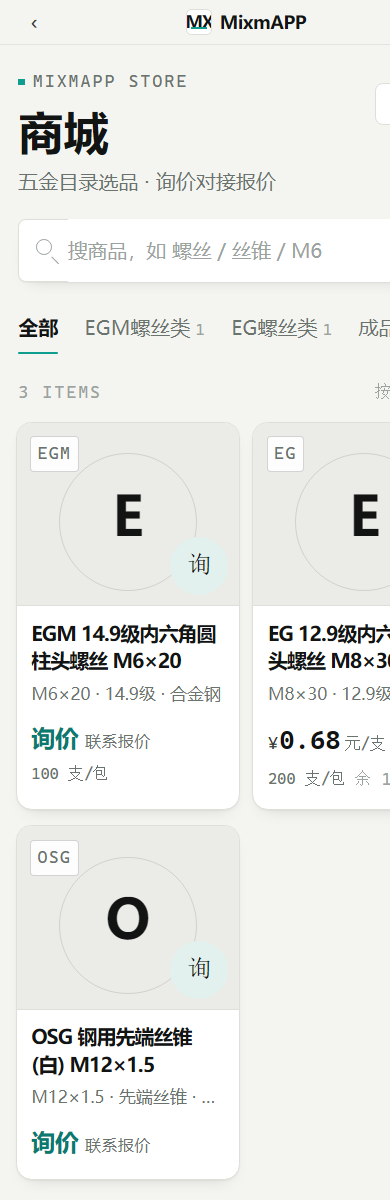 ‹
MX MixmAPP
MIXMAPP STORE
商城
五金目录选品 · 询价对接报价
搜商品，如 螺丝 / 丝锥 / M6
全部 EGM螺丝类 1 EG螺丝类 1 成品
3 ITEMS 按
EGM
E
询
EGM 14.9级内六角圆
柱头螺丝 M6×20
M6×20 · 14.9级 · 合金钢
询价 联系报价
100 支/包
EG
E
EG 12.9级内六
头螺丝 M8×30
M8×30 · 12.9级
¥0.68 元/支
200 支/包 余 1
OSG
O
询
OSG 钢用先端丝锥
(白) M12×1.5
M12×1.5 · 先端丝锥 · ...
询价 联系报价